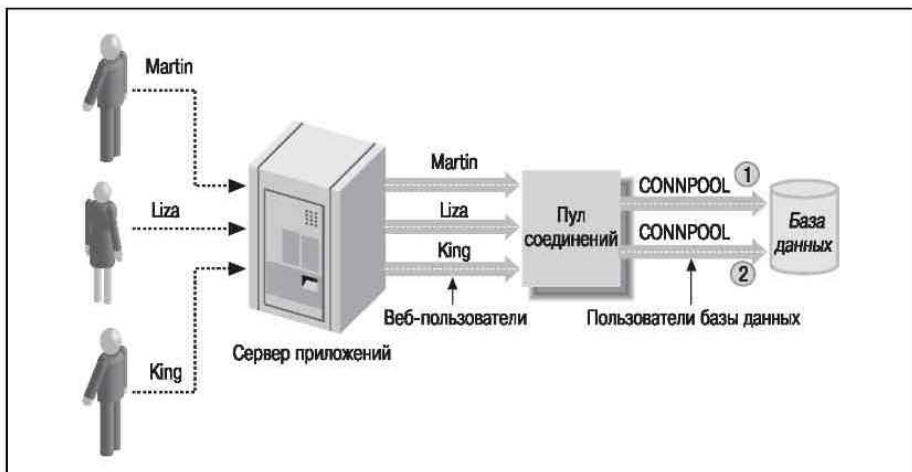 Martin
Liza
King
Сервер приложений
Martin
Liza
King
Веб-пользователи
Пул
соединений
CONNPOOL 1
CONNPOOL
2
Пользователи базы данных
База
данных